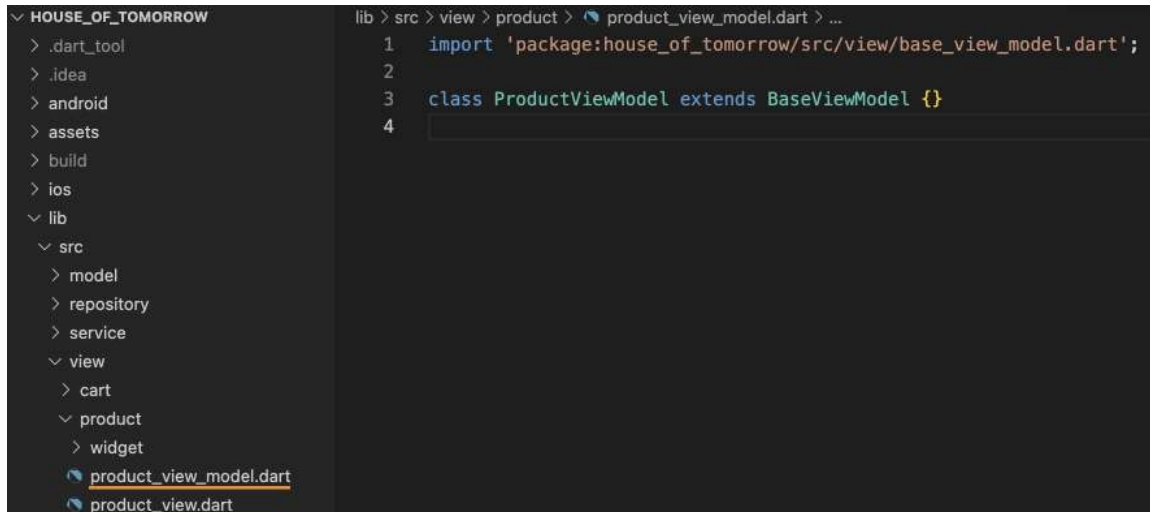 HOUSE_OF_TOMORROW
.dart_tool
.idea
android
assets
build
ios
lib
src
model
repository
service
view
cart
product
widget
product_view_model.dart
product_view.dart
lib > src > view > product > product_view_model.dart > ...
1 import 'package:house_of_tomorrow/src/view/base_view_model.dart';
2
3 class ProductViewModel extends BaseViewModel {}
4